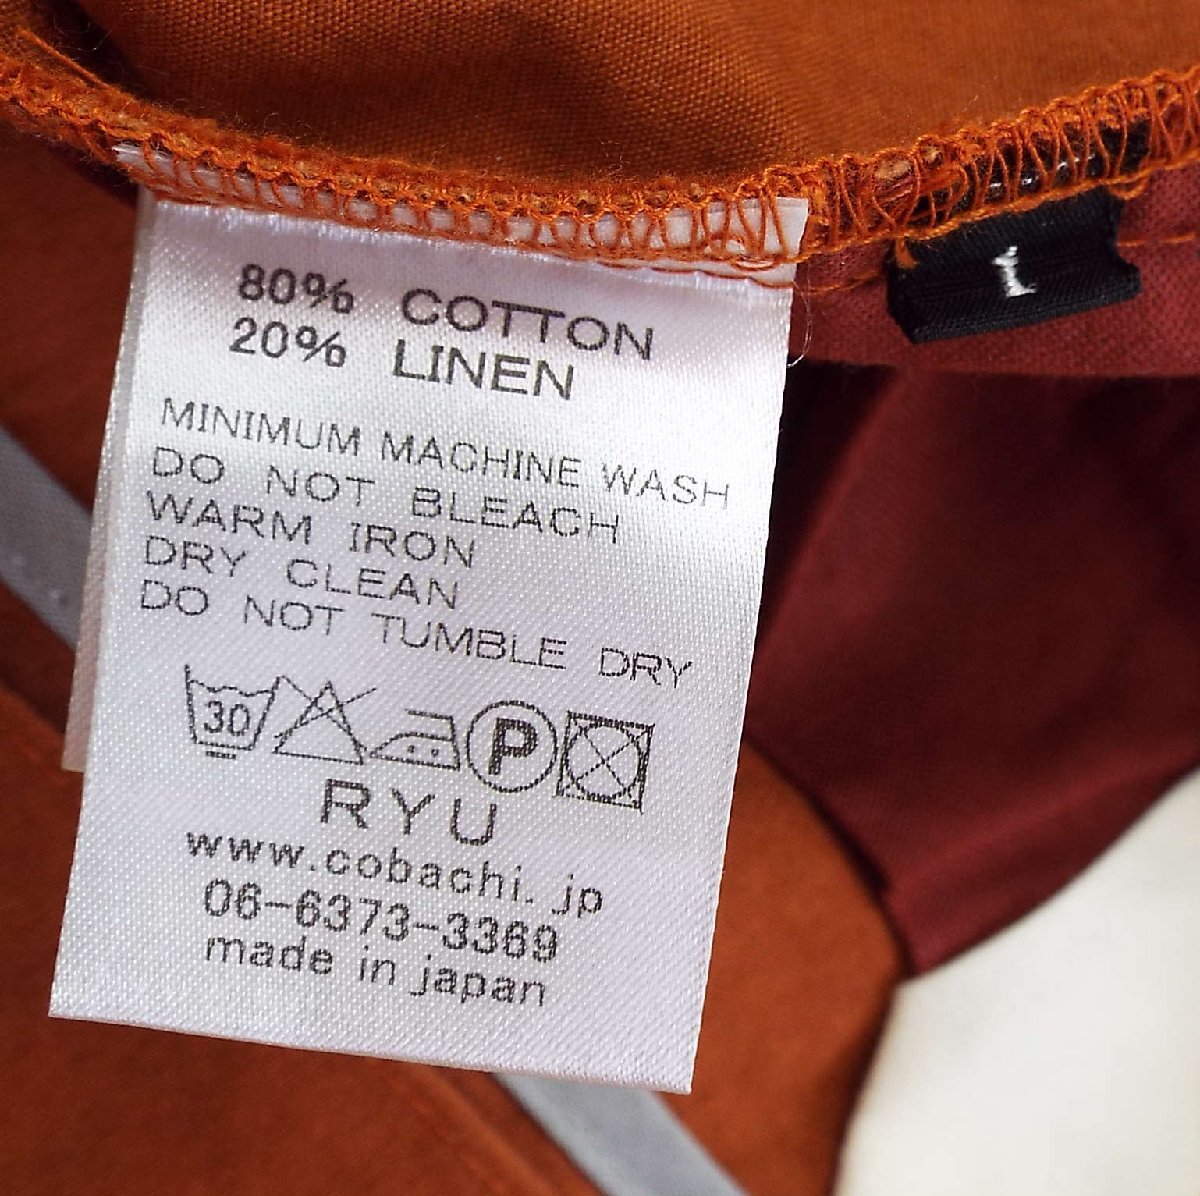 80% COTTON
20% LINEN
MINIMUM MACHINE WASH
DO NOT BLEACH
WARM IRON
DRY CLEAN
DO NOT TUMBLE DRY
30 P
RYU
www.cobachi.jp
06-6373-3369
made in japan
1